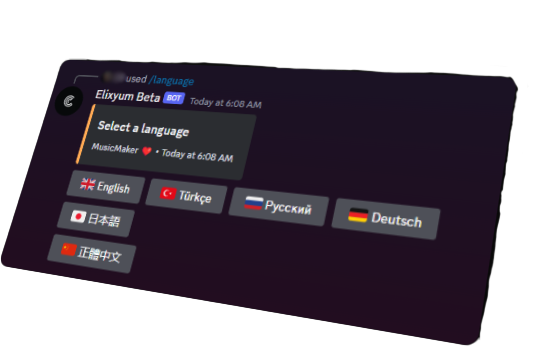 used /language
Elixyum Beta BOT Today at 6:08 AM
Select a language
MusicMaker ❤️ • Today at 6:08 AM
English Türkçe Русский Deutsch
日本語
正體中文